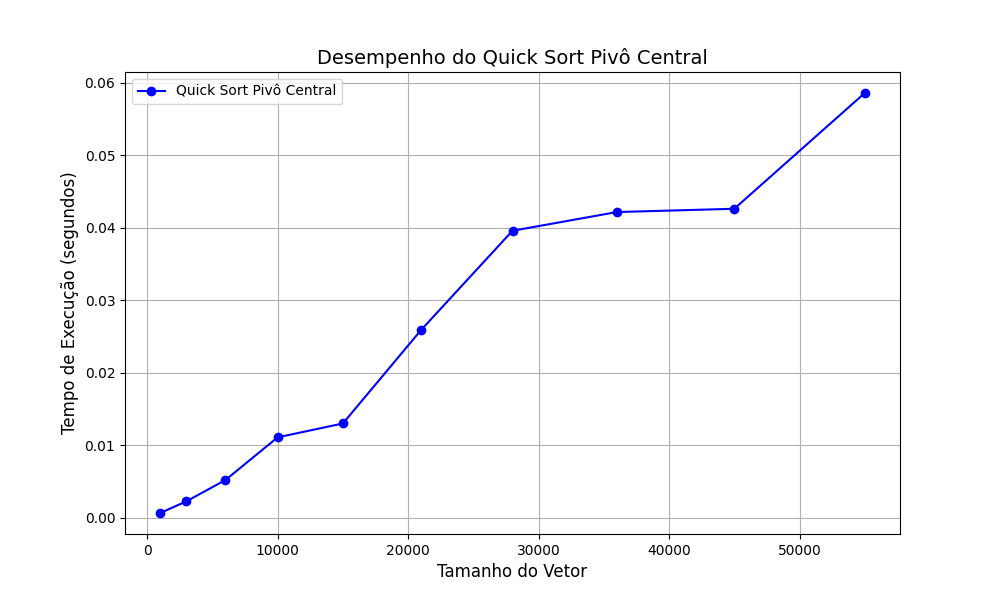 Desempenho do Quick Sort Pivô Central
Quick Sort Pivô Central
Tempo de Execução (segundos)
0.06
0.05
0.04
0.03
0.02
0.01
0.00
0 10000 20000 30000 40000 50000
Tamanho do Vetor